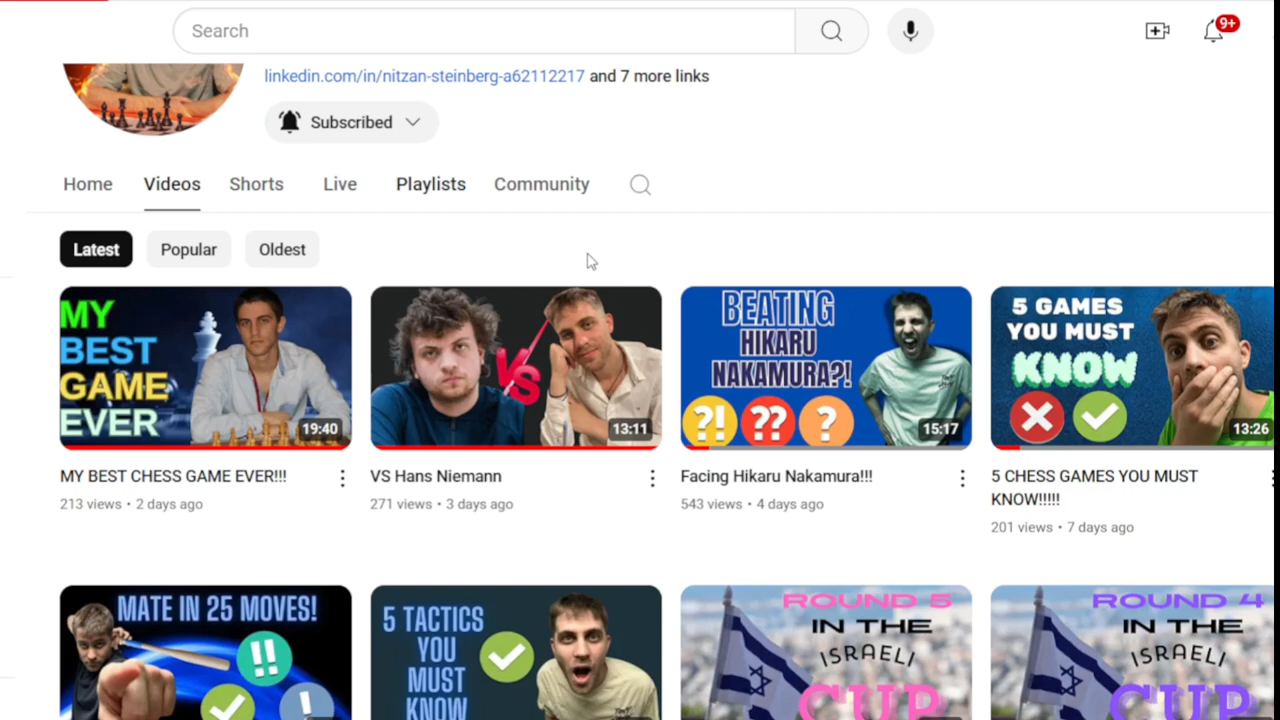 Search
9+
linkedin.com/in/nitzan-steinberg-a62112217 and 7 more links
Subscribed
Home Videos Shorts Live Playlists Community
Latest Popular Oldest
MY
BEST
GAME
EVER
19:40
VS
13:11
BEATING
HIKARU
NAKAMURA?!
?! ?? ?
15:17
5 GAMES
YOU MUST
KNOW
13:26
MY BEST CHESS GAME EVER!!!
213 views • 2 days ago
VS Hans Niemann
271 views • 3 days ago
Facing Hikaru Nakamura!!!
543 views • 4 days ago
5 CHESS GAMES YOU MUST
KNOW!!!!!
201 views • 7 days ago
MATE IN 25 MOVES!
!!
!
5 TACTICS
YOU
MUST
KNOW
ROUND 5
IN THE
ISRAELI
CUP
ROUND 4
IN THE
ISRAELI
CUP